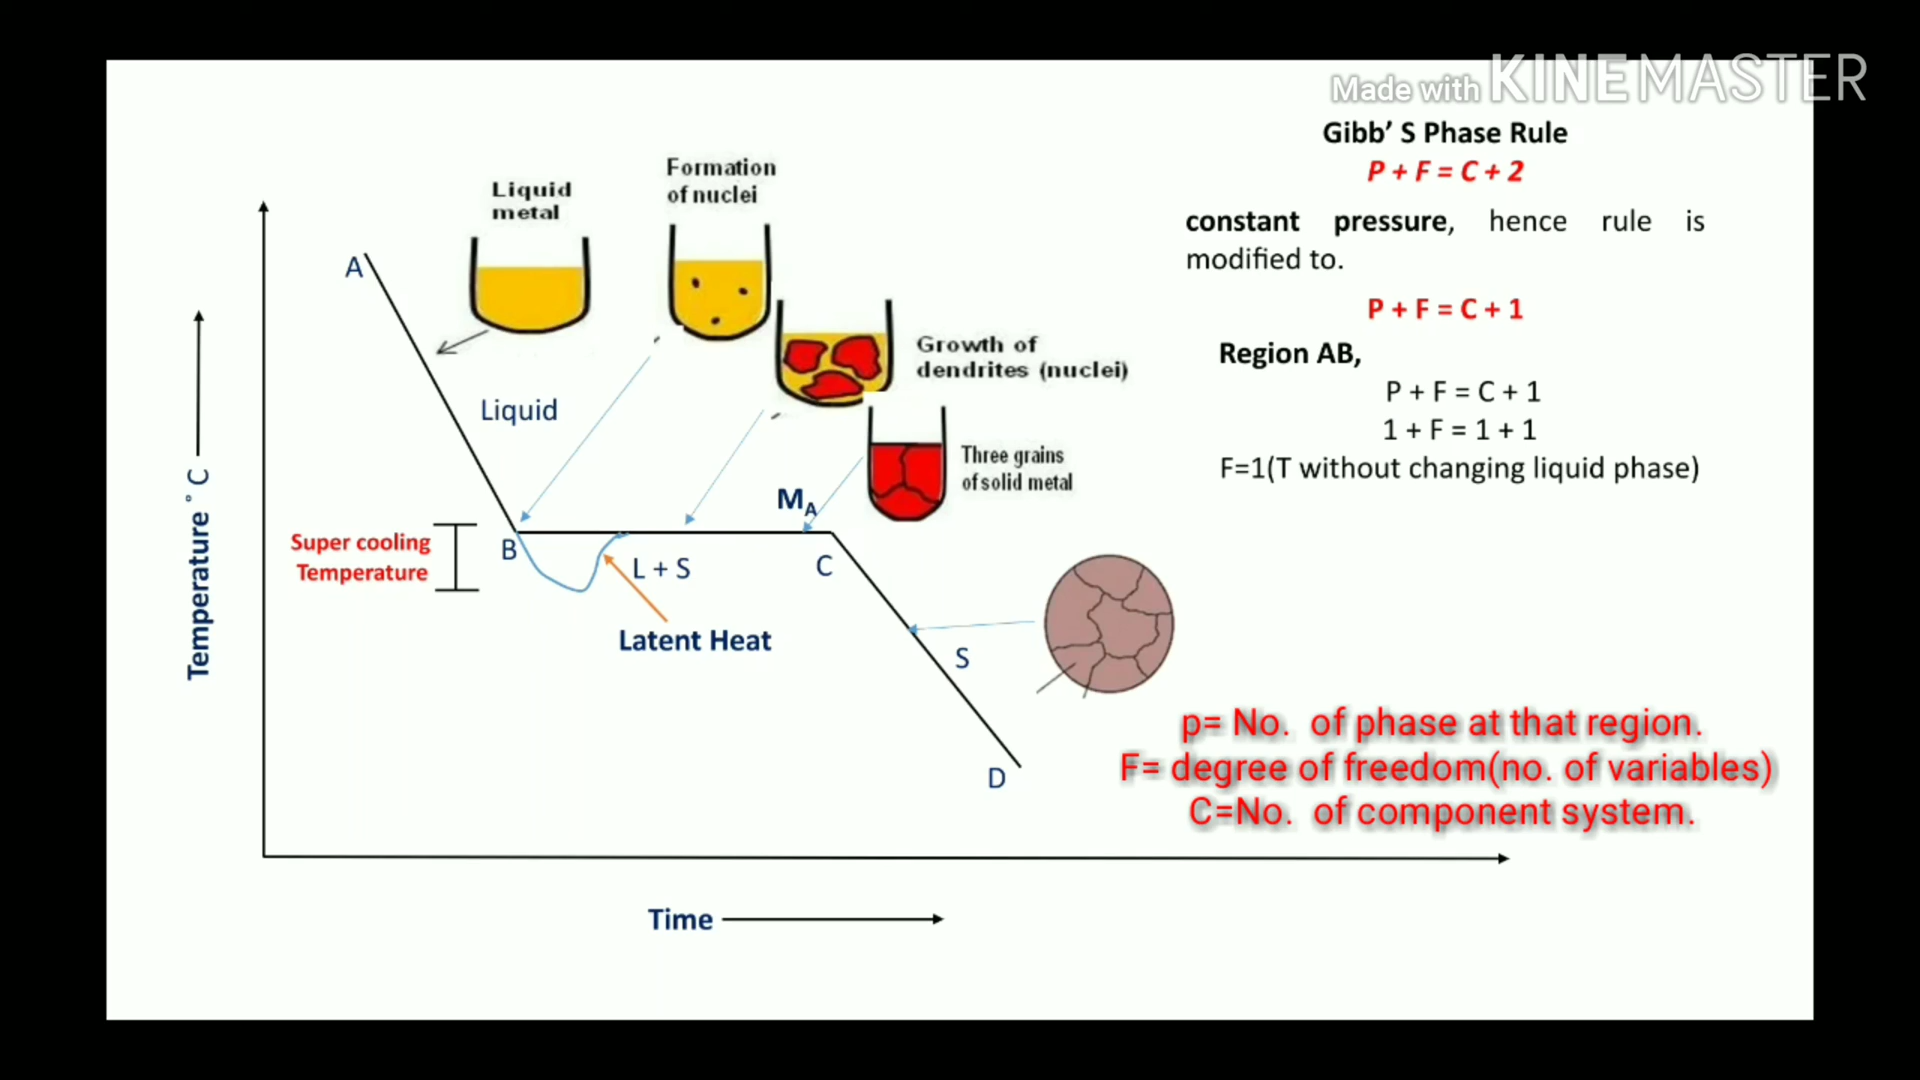 Made with KINEMASTER
Gibb' S Phase Rule
P + F = C + 2
constant pressure, hence rule is
modified to.
P + F = C + 1
Region AB,
P + F = C + 1
1 + F = 1 + 1
F=1(T without changing liquid phase)
Liquid
metal
Formation
of nuclei
Growth of
dendrites (nuclei)
Three grains
of solid metal
A
Liquid
MA
B
C
L + S
Super cooling
Temperature
Latent Heat
S
D
Temperature ° C
Time
p= No. of phase at that region.
F= degree of freedom(no. of variables)
C=No. of component system.